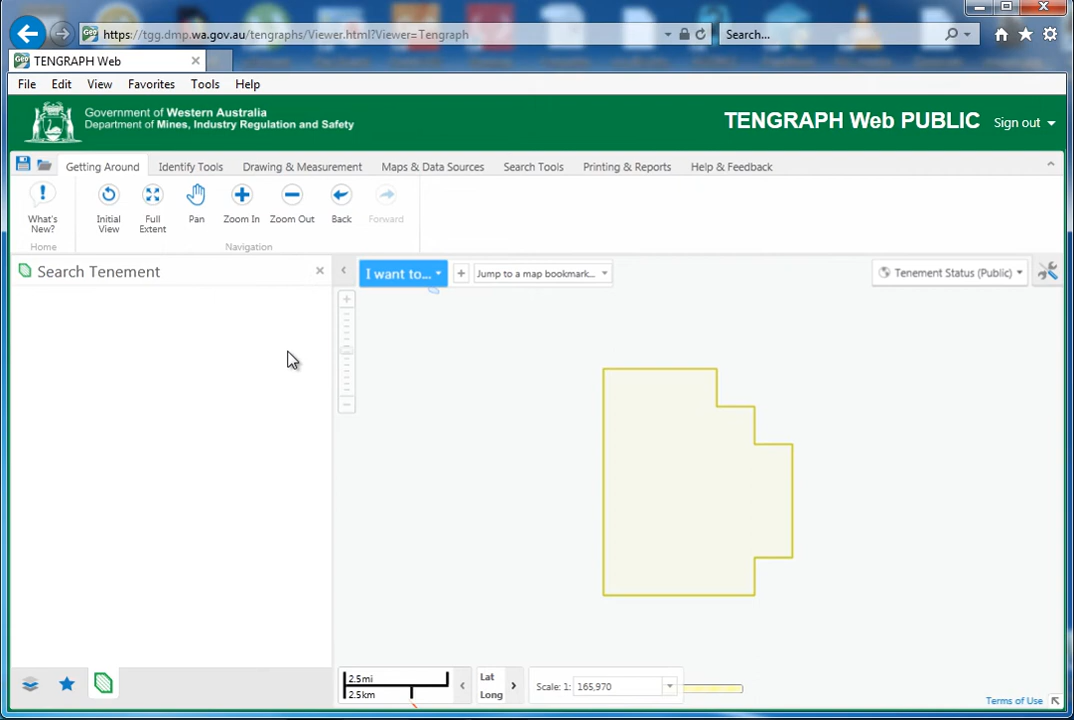 https://tgg.dmp.wa.gov.au/tengraphs/Viewer.html?Viewer=Tengraph
Search...
Geo TENGRAPH Web
File Edit View Favorites Tools Help
Government of Western Australia
Department of Mines, Industry Regulation and Safety
TENGRAPH Web PUBLIC Sign out
Getting Around Identify Tools Drawing & Measurement Maps & Data Sources Search Tools Printing & Reports Help & Feedback
What's New? Initial View Full Extent Pan Zoom In Zoom Out Back Forward
Home Navigation
Search Tenement
I want to... Jump to a map bookmark... Tenement Status (Public)
2.5mi
2.5km
Lat
Long
Scale: 1: 165,970
Terms of Use